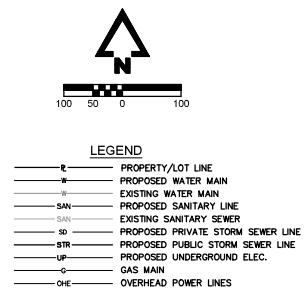 N
100 50 0 100
LEGEND
PL PROPERTY/LOT LINE
W PROPOSED WATER MAIN
W EXISTING WATER MAIN
SAN PROPOSED SANITARY LINE
SAN EXISTING SANITARY SEWER
SD PROPOSED PRIVATE STORM SEWER LINE
STR PROPOSED PUBLIC STORM SEWER LINE
UP PROPOSED UNDERGROUND ELEC.
G GAS MAIN
OHE OVERHEAD POWER LINES